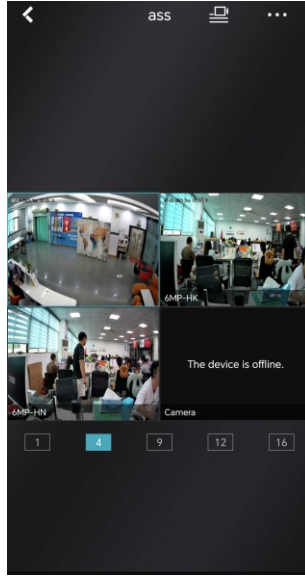 ass
6MP-HK
6MP-HN
The device is offline.
Camera
1 4 9 12 16